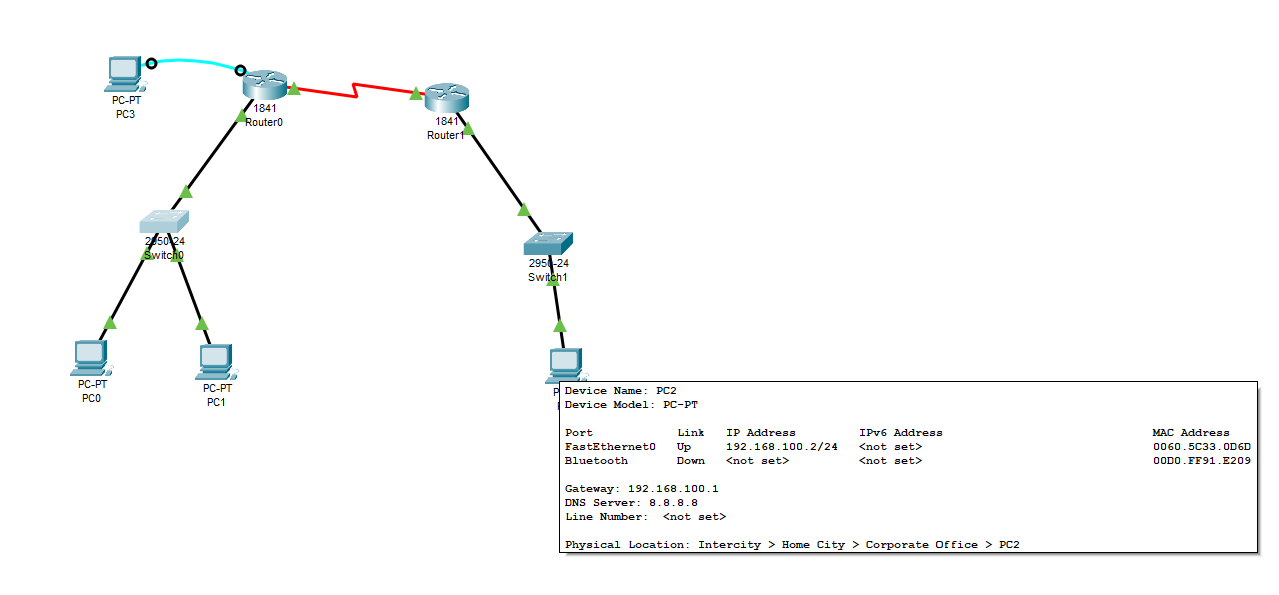 PC-PT
PC3
1841
Router0
1841
Router1
2950-24
Switch0
2950-24
Switch1
PC-PT
PC0
PC-PT
PC1
Device Name: PC2
Device Model: PC-PT
Port Link IP Address IPv6 Address MAC Address
FastEthernet0 Up 192.168.100.2/24 <not set> 0060.5C33.0D6D
Bluetooth Down <not set> <not set> 00D0.FF91.E209
Gateway: 192.168.100.1
DNS Server: 8.8.8.8
Line Number: <not set>
Physical Location: Intercity > Home City > Corporate Office > PC2